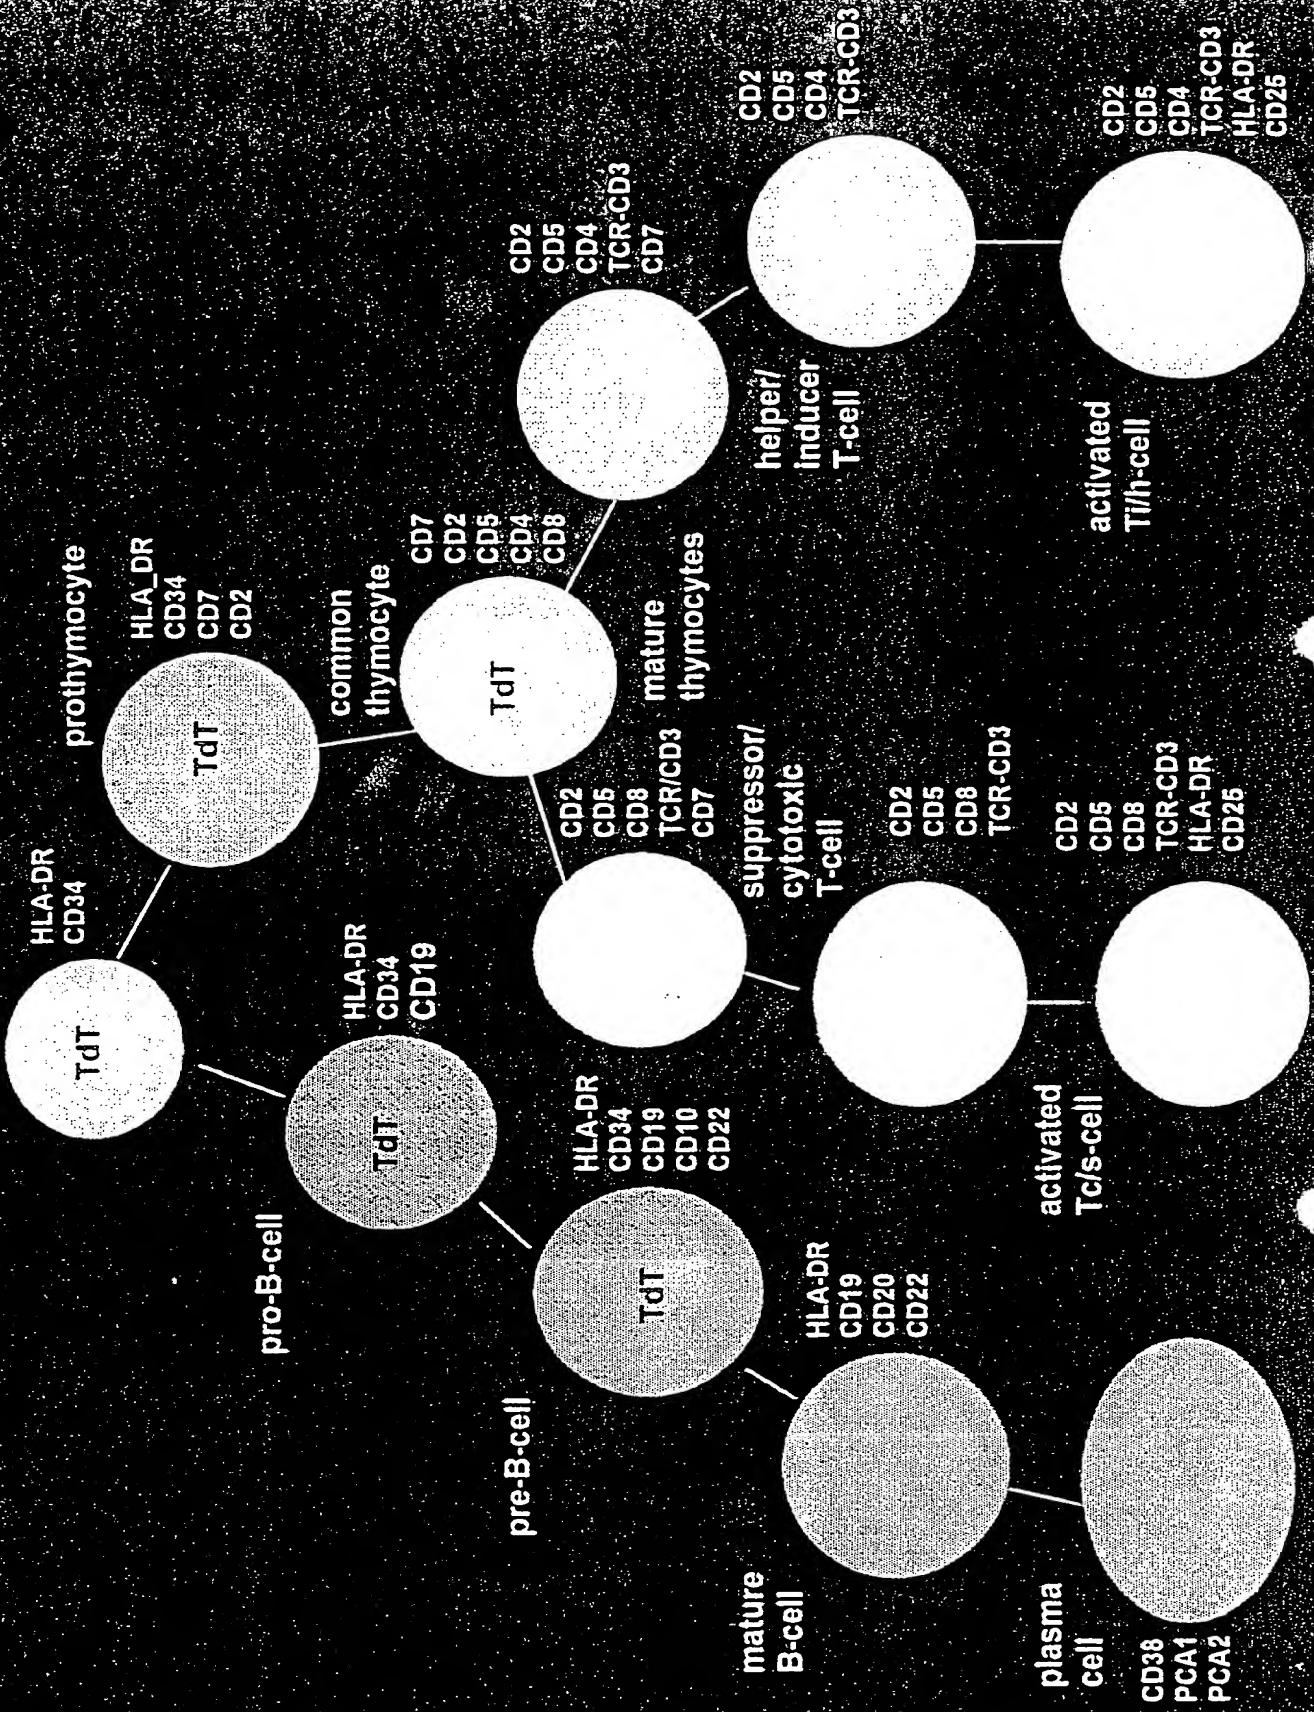 HLA-DR
CD34
TdT
prothymocyte
HLA_DR
CD34
CD7
CD2
TdT
pro-B-cell
HLA-DR
CD34
CD19
TdT
common
thymocyte
CD7
CD2
CD5
CD4
CD8
TdT
pre-B-cell
HLA-DR
CD34
CD19
CD10
CD22
TdT
mature
thymocytes
CD2
CD5
CD8
TCR/CD3
CD7
CD2
CD5
CD4
TCR-CD3
CD7
mature
B-cell
HLA-DR
CD19
CD20
CD22
suppressor/
cytotoxic
T-cell
CD2
CD5
CD8
TCR-CD3
helper/
inducer
T-cell
CD2
CD5
CD4
TCR-CD3
plasma
cell
CD38
PCA1
PCA2
activated
Tc/s-cell
CD2
CD5
CD8
TCR-CD3
HLA-DR
CD25
activated
Ti/h-cell
CD2
CD5
CD4
TCR-CD3
HLA-DR
CD25